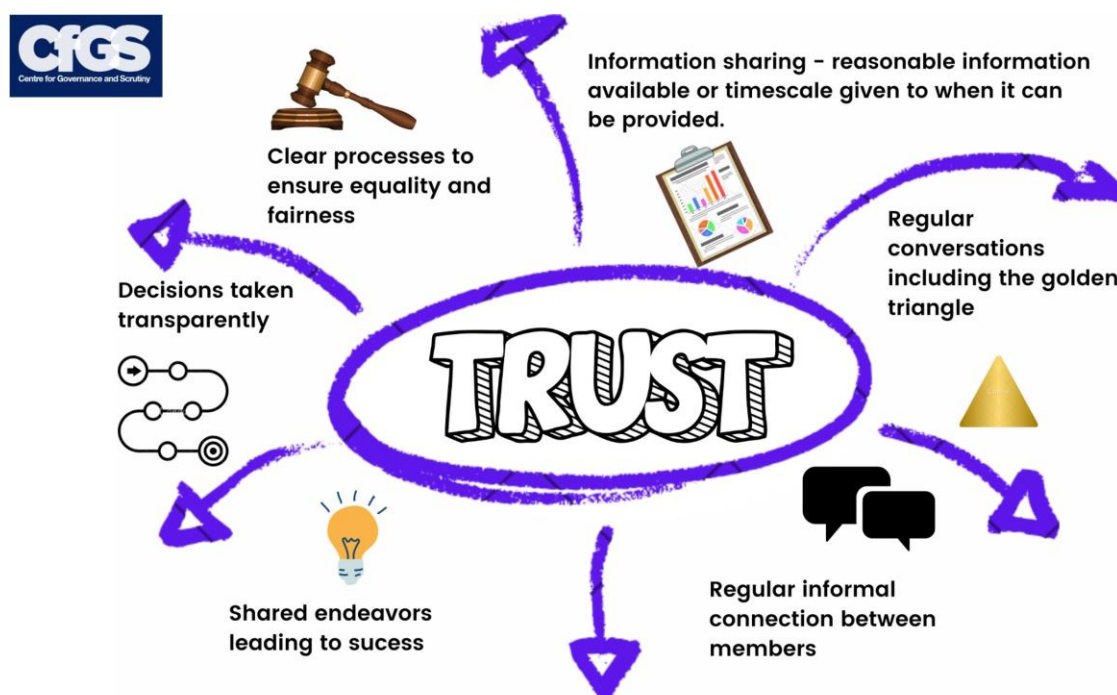 CfGS
Centre for Governance and Scrutiny
Information sharing - reasonable information
available or timescale given to when it can
be provided.
Clear processes to
ensure equality and
fairness
Regular
conversations
including the golden
triangle
Decisions taken
transparently
TRUST
Shared endeavors
leading to sucess
Regular informal
connection between
members